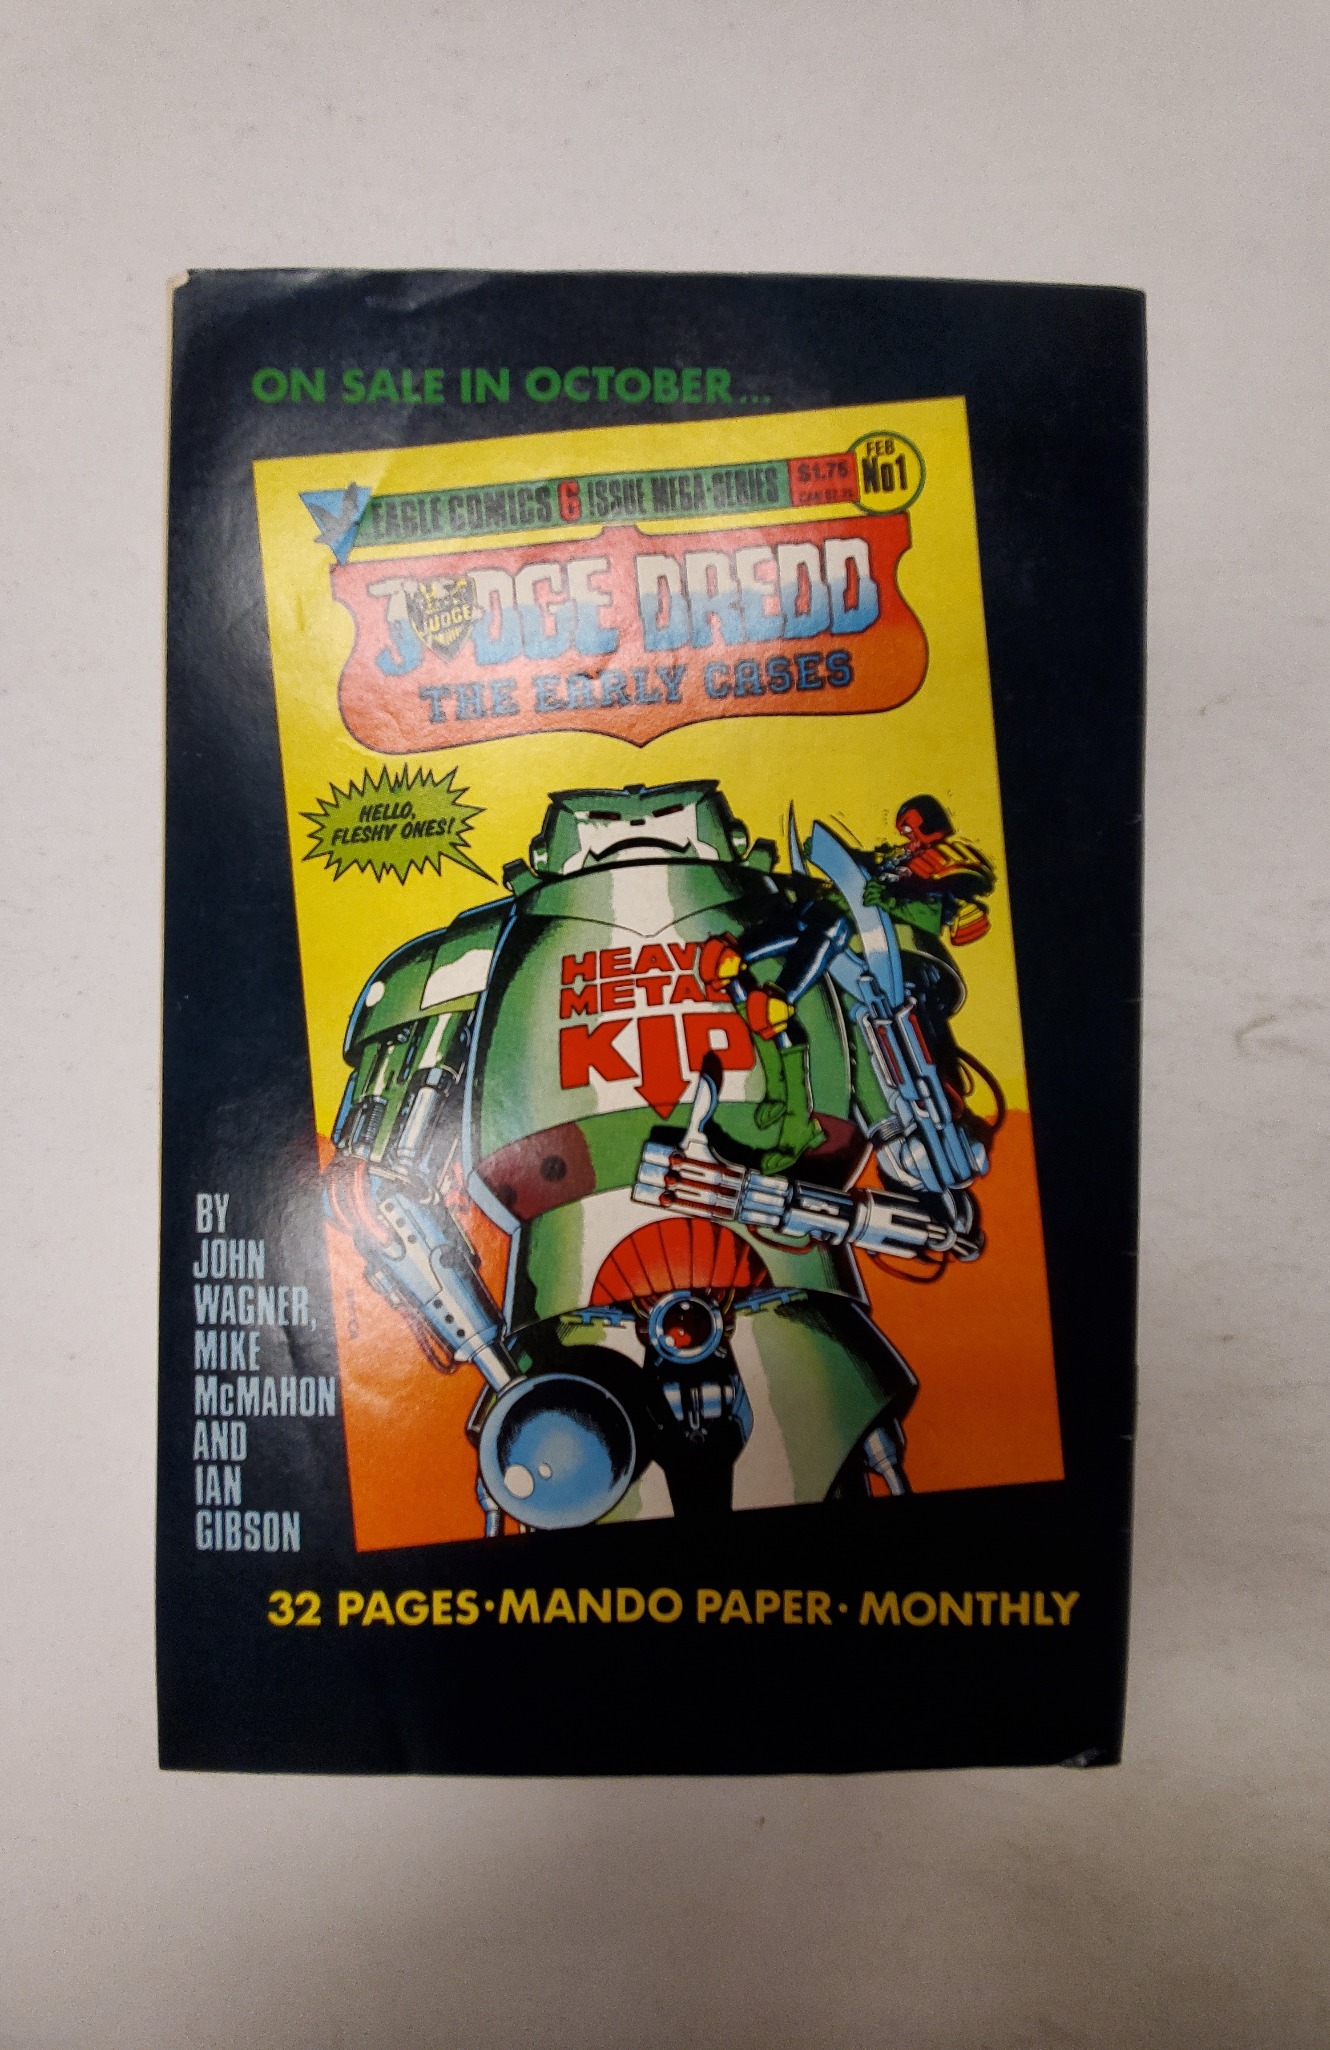 ON SALE IN OCTOBER...
FEB
No1
EAGLE COMICS 6 ISSUE MEGA-SERIES $1.75
JUDGE DREDD
JUDGE
THE EARLY CASES
HELLO,
FLESHY ONES!
HEAVY
METAL
KID
BY
JOHN
WAGNER,
MIKE
McMAHON
AND
IAN
GIBSON
32 PAGES·MANDO PAPER·MONTHLY